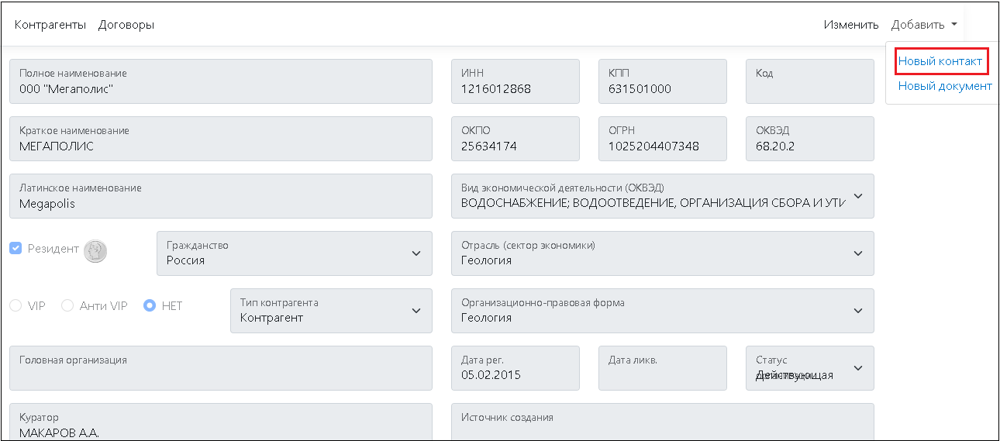 Контрагенты Договоры Изменить Добавить
Новый контакт
Новый документ
Полное наименование ИНН КПП Код
000 "Мегаполис" 1216012868 631501000
Краткое наименование ОКПО ОГРН ОКВЭД
МЕГАПОЛИС 25634174 1025204407348 68.20.2
Латинское наименование Вид экономической деятельности (ОКВЭД)
Megapolis ВОДОСНАБЖЕНИЕ; ВОДООТВЕДЕНИЕ, ОРГАНИЗАЦИЯ СБОРА И УТИ
Резидент Гражданство Отрасль (сектор экономики)
Россия Геология
VIP Анти VIP НЕТ Тип контрагента Организационно-правовая форма
Контрагент Геология
Головная организация Дата рег. Дата ликв. Статус
05.02.2015 Действующая
Куратор Источник создания
МАКАРОВ А.А.